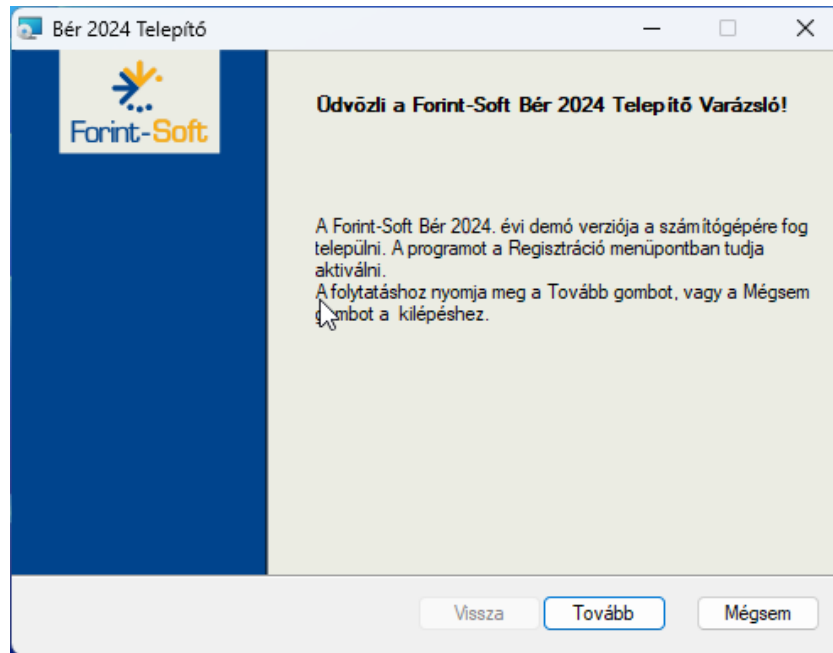 Bér 2024 Telepítő
Forint-Soft
Üdvözli a Forint-Soft Bér 2024 Telepítő Varázsló!
A Forint-Soft Bér 2024. évi demó verziója a számítógépére fog
települni. A programot a Regisztráció menüpontban tudja
aktiválni.
A folytatáshoz nyomja meg a Tovább gombot, vagy a Mégsem
gombot a kilépéshez.
Vissza
Tovább
Mégsem